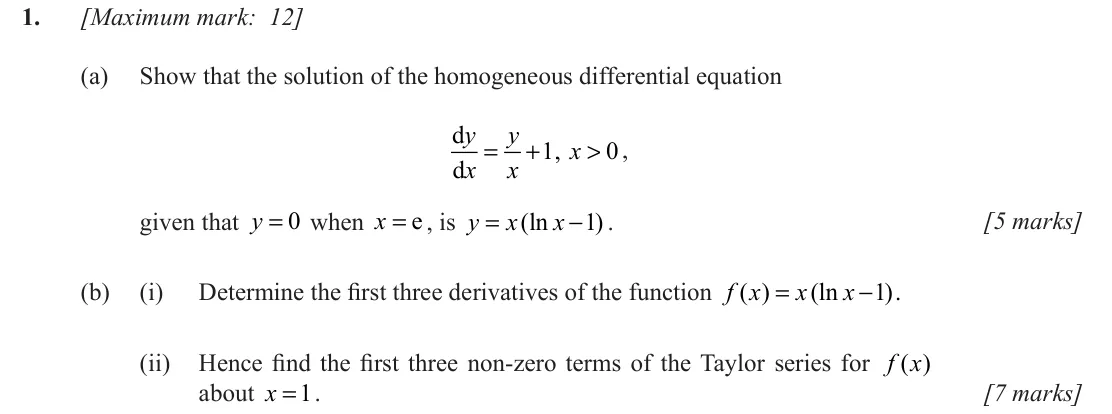 1. [Maximum mark: 12]
(a) Show that the solution of the homogeneous differential equation
dy/dx = y/x + 1, x > 0,
given that y = 0 when x = e, is y = x(ln x − 1). [5 marks]
(b) (i) Determine the first three derivatives of the function f(x) = x(ln x − 1).
(ii) Hence find the first three non-zero terms of the Taylor series for f(x)
about x = 1. [7 marks]